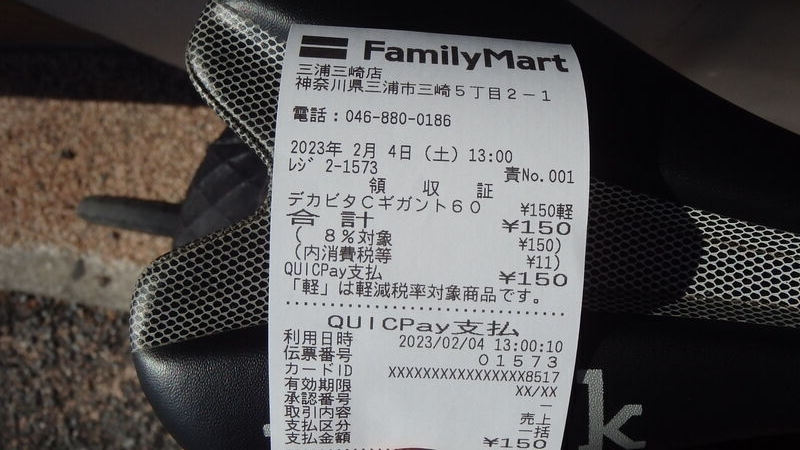 FamilyMart
三浦三崎店
神奈川県三浦市三崎5丁目2-1
電話:046-880-0186
2023年 2月 4日(土)13:00
レジ 2-1573 責No.001
領 収 証
デカビタCギガント60 ¥150軽
合 計 ¥150
( 8%対象 ¥150)
(内消費税等 ¥11)
QUICPay支払 ¥150
「軽」は軽減税率対象商品です。
QUICPay支払
利用日時 2023/02/04 13:00:10
伝票番号 01573
カードID XXXXXXXXXXXXXXXX8517
有効期限 XX/XX
承認番号 ―
取引内容 売上
支払区分 一括
支払金額 ¥150
k